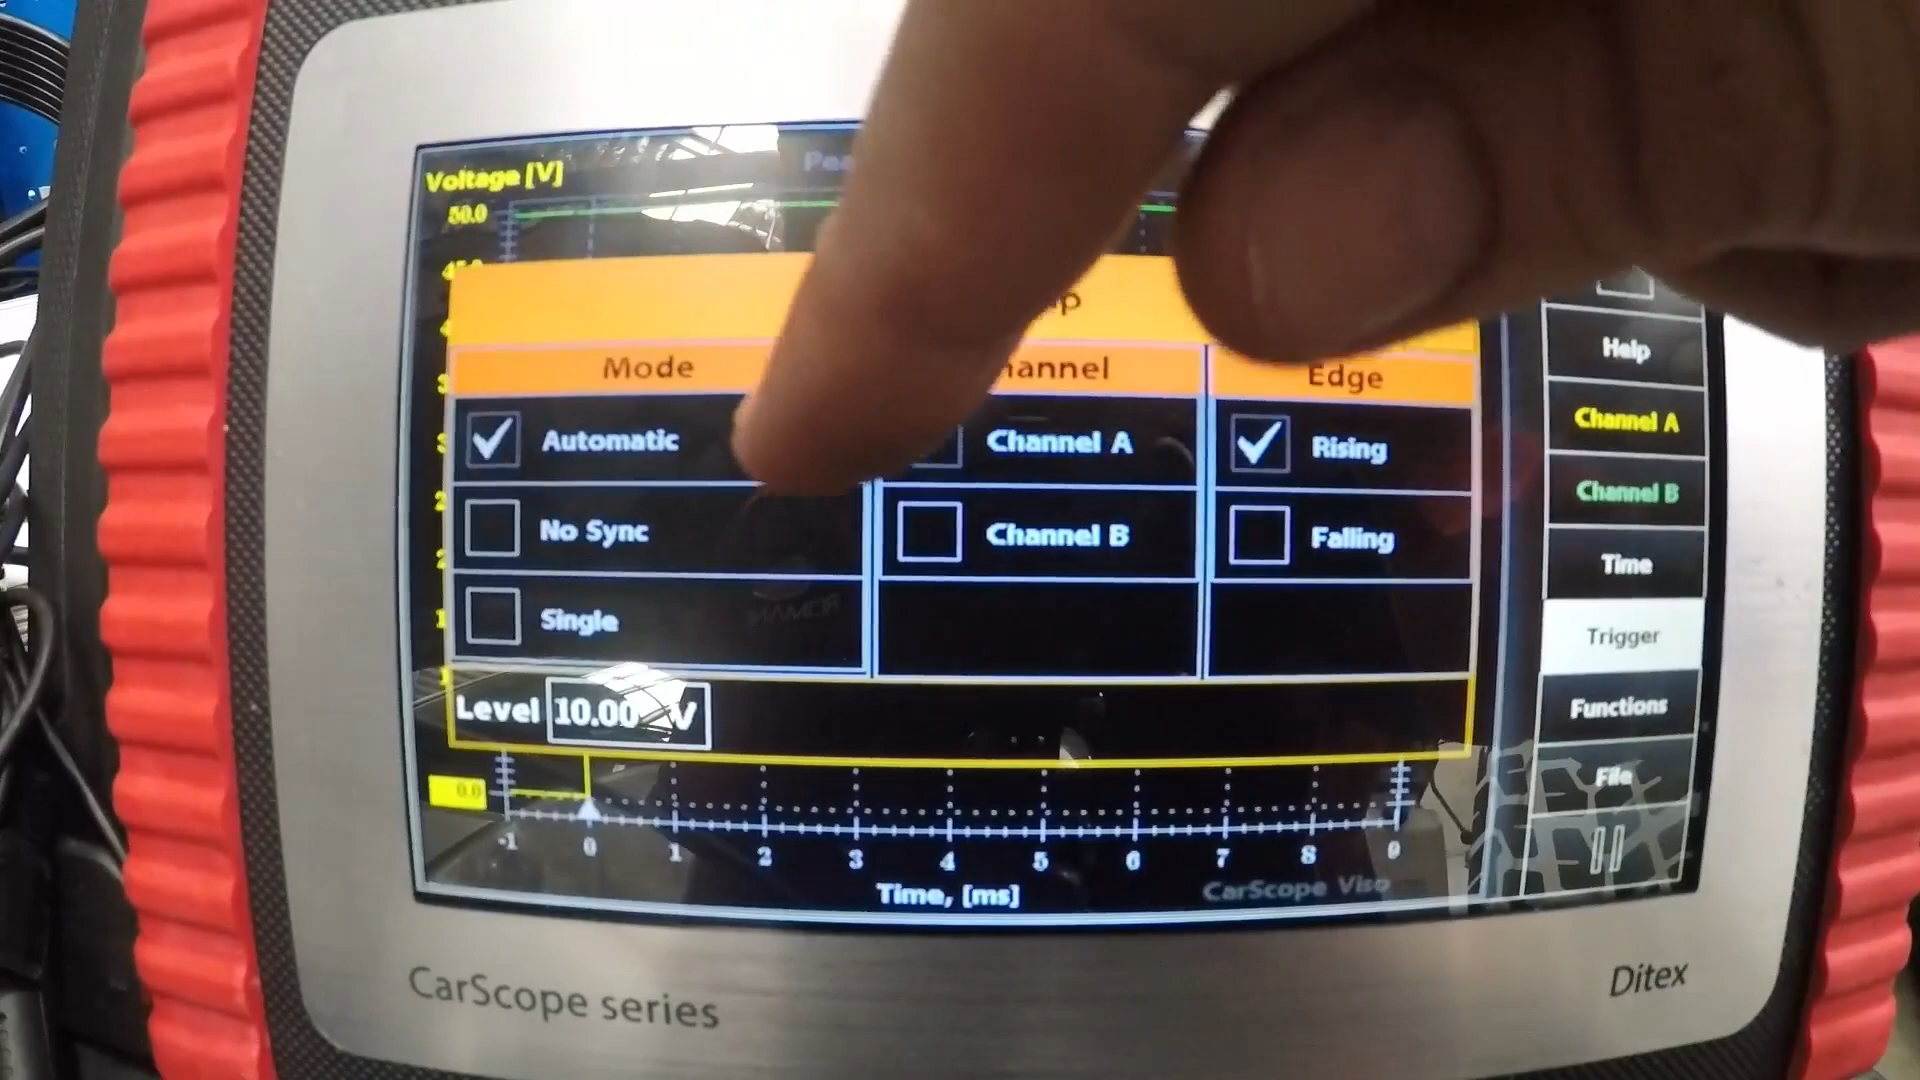 Voltage [V]
50.0
Mode
Edge
Automatic
Channel A
Rising
No Sync
Channel B
Falling
Single
Level 10.00 V
0.0
-1 0 1 2 3 4 5 6 7 8 9
Time, [ms]
CarScope Viso
Help
Channel A
Channel B
Time
Trigger
Functions
File
CarScope series
Ditex